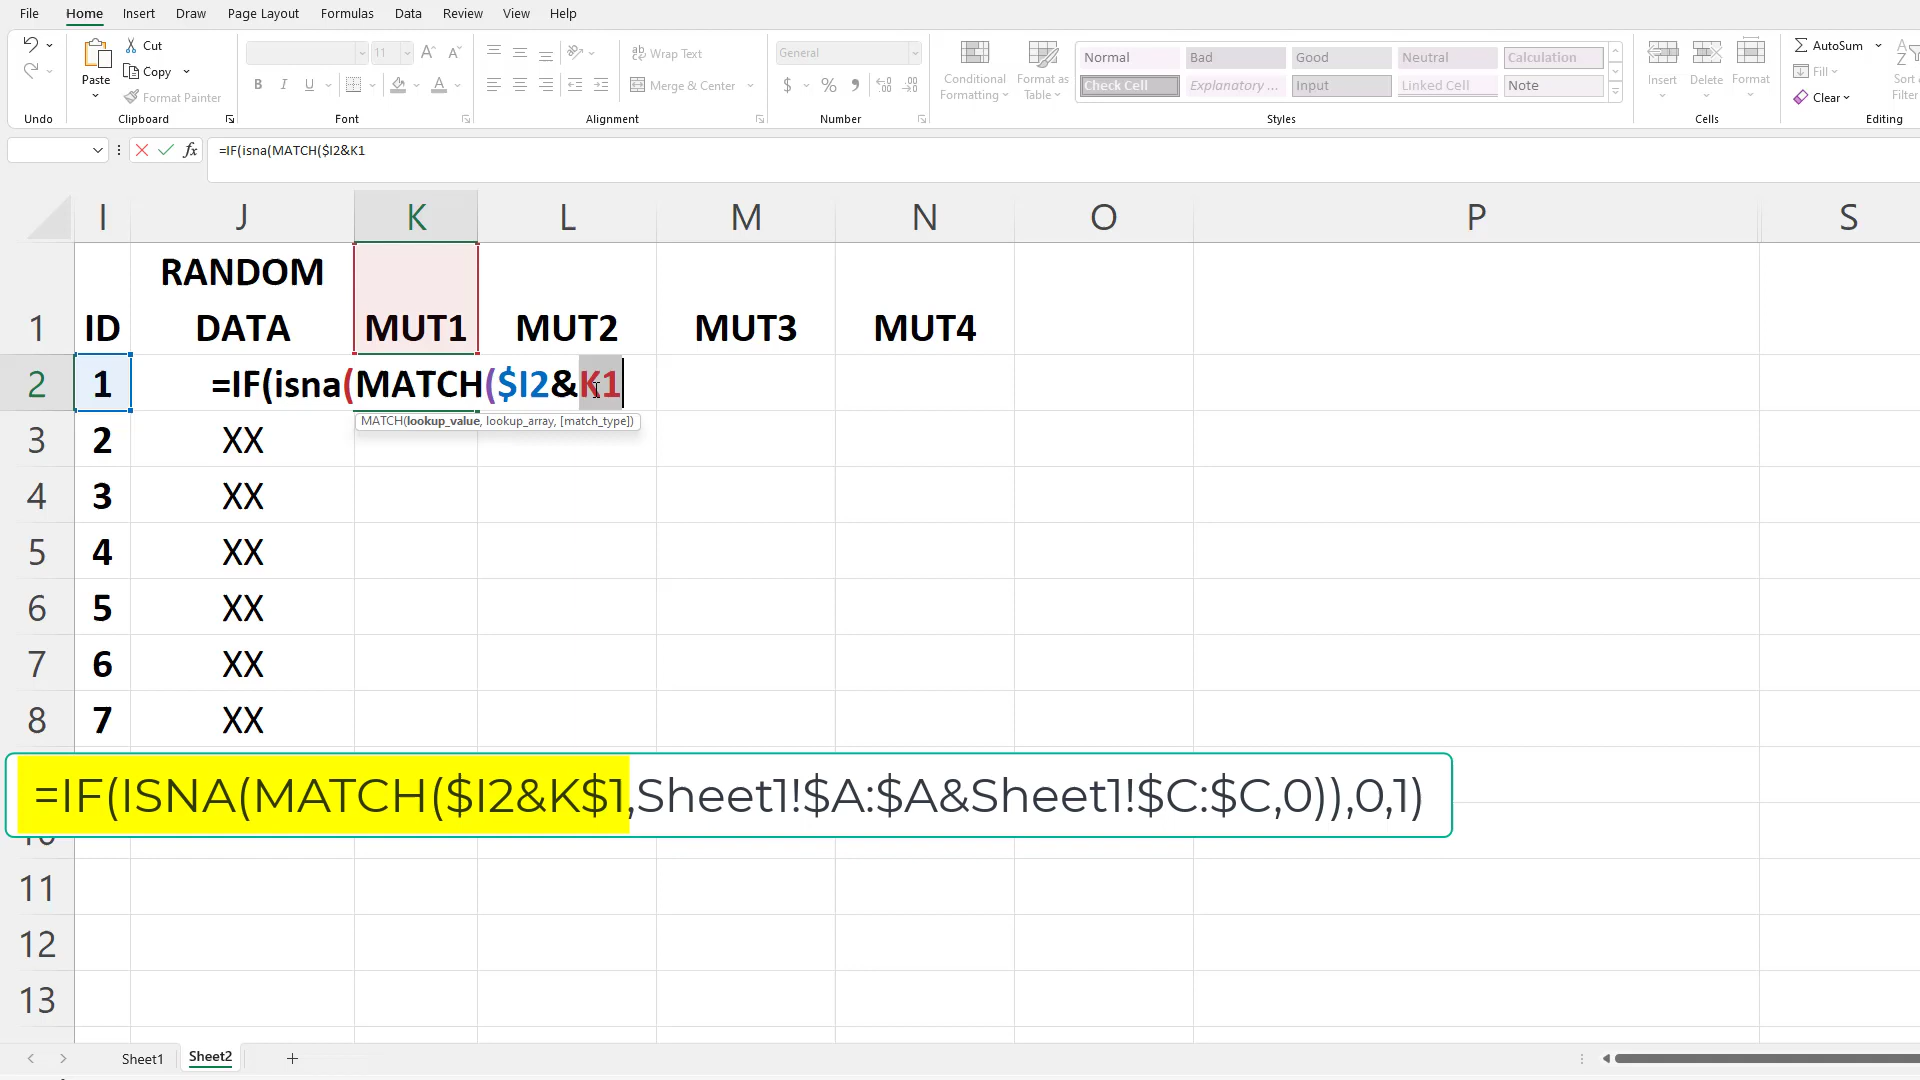 File Home Insert Draw Page Layout Formulas Data Review View Help
Undo
Paste
Cut
Copy
Format Painter
Clipboard
11
B I U
Font
Wrap Text
Merge & Center
Alignment
General
$ %
Number
Conditional Formatting
Format as Table
Normal Bad Good Neutral Calculation
Check Cell Explanatory ... Input Linked Cell Note
Styles
Insert Delete Format
Cells
AutoSum
Fill
Clear
Sort
Filter
Editing
fx =IF(isna(MATCH($I2&K1
I J K L M N O P S
RANDOM
1 ID DATA MUT1 MUT2 MUT3 MUT4
2 1 =IF(isna(MATCH($I2&K1
MATCH(lookup_value, lookup_array, [match_type])
3 2 XX
4 3 XX
5 4 XX
6 5 XX
7 6 XX
8 7 XX
=IF(ISNA(MATCH($I2&K$1,Sheet1!$A:$A&Sheet1!$C:$C,0)),0,1)
10
11
12
13
Sheet1 Sheet2